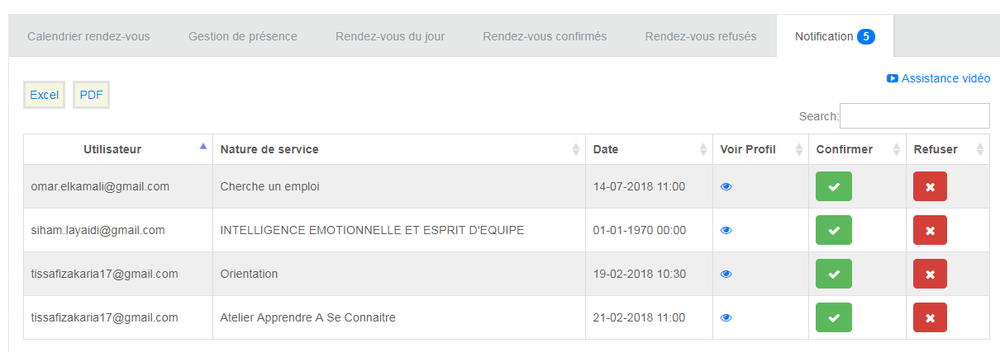 Calendrier rendez-vous Gestion de présence Rendez-vous du jour Rendez-vous confirmés Rendez-vous refusés Notification 5
Assistance vidéo
Excel PDF
Search:
Utilisateur Nature de service Date Voir Profil Confirmer Refuser
omar.elkamali@gmail.com Cherche un emploi 14-07-2018 11:00
siham.layaidi@gmail.com INTELLIGENCE EMOTIONNELLE ET ESPRIT D'EQUIPE 01-01-1970 00:00
tissafizakaria17@gmail.com Orientation 19-02-2018 10:30
tissafizakaria17@gmail.com Atelier Apprendre A Se Connaitre 21-02-2018 11:00